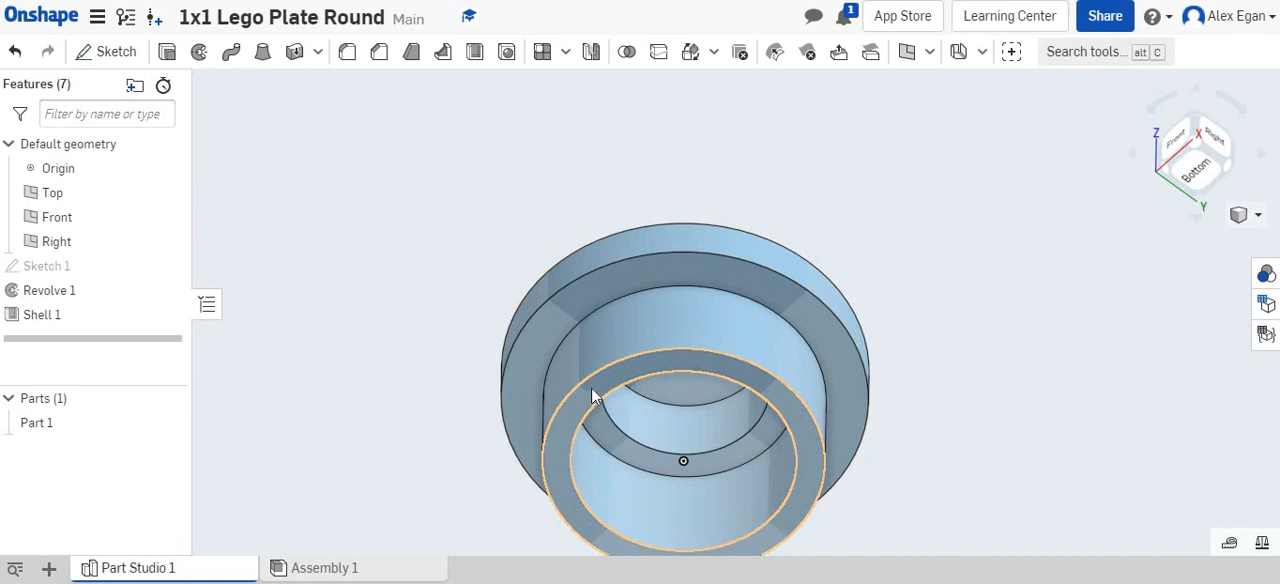 Onshape 1x1 Lego Plate Round Main 1 App Store Learning Center Share Alex Egan
Sketch Search tools... alt C
Features (7)
Filter by name or type
Default geometry
Origin
Top
Front
Right
Sketch 1
Revolve 1
Shell 1
Parts (1)
Part 1
Z X Front Right
Bottom
Y
Part Studio 1 Assembly 1